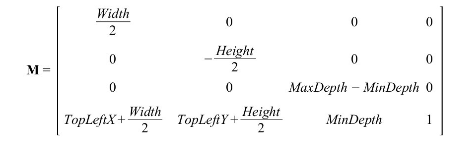 Width/2 0 0 0
0 -Height/2 0 0
M = 0 0 MaxDepth − MinDepth 0
TopLeftX+Width/2 TopLeftY+Height/2 MinDepth 1